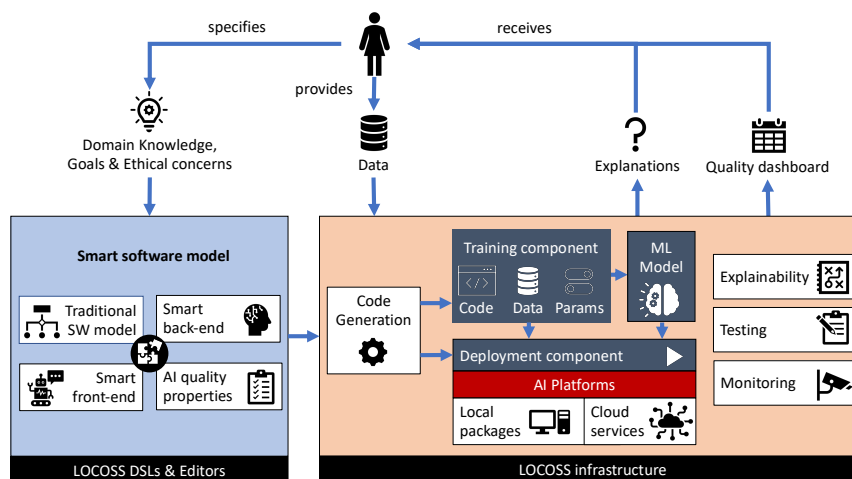 specifies
receives
provides
Domain Knowledge,
Goals & Ethical concerns
Data
Explanations
Quality dashboard
Smart software model
Traditional
SW model
Smart
back-end
Smart
front-end
AI quality
properties
LOCOSS DSLs & Editors
Code
Generation
Training component
Code
Data
Params
ML
Model
Deployment component
AI Platforms
Local
packages
Cloud
services
Explainability
Testing
Monitoring
LOCOSS infrastructure